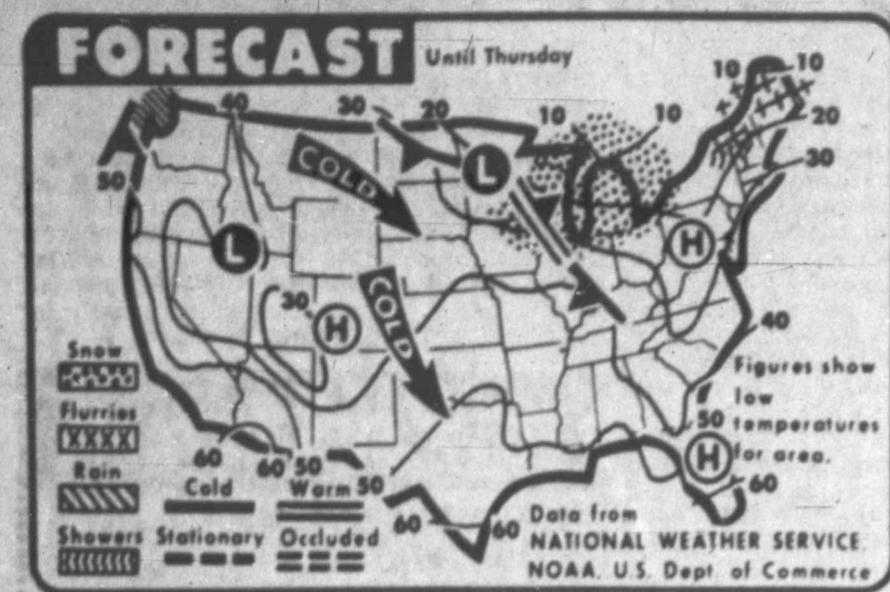 FORECAST
Until Thursday
10 10
40 30 20 10 10
20
COLD
30
L
50
L
H
COLD
30
H
40
Snow
Figures show
low
Flurries
XXXX
50 temperatures
H for area.
Rain
60 60 50
60
Cold Warm 50
60 60
Data from
Showers Stationary Occluded
NATIONAL WEATHER SERVICE,
NOAA, U.S. Dept. of Commerce